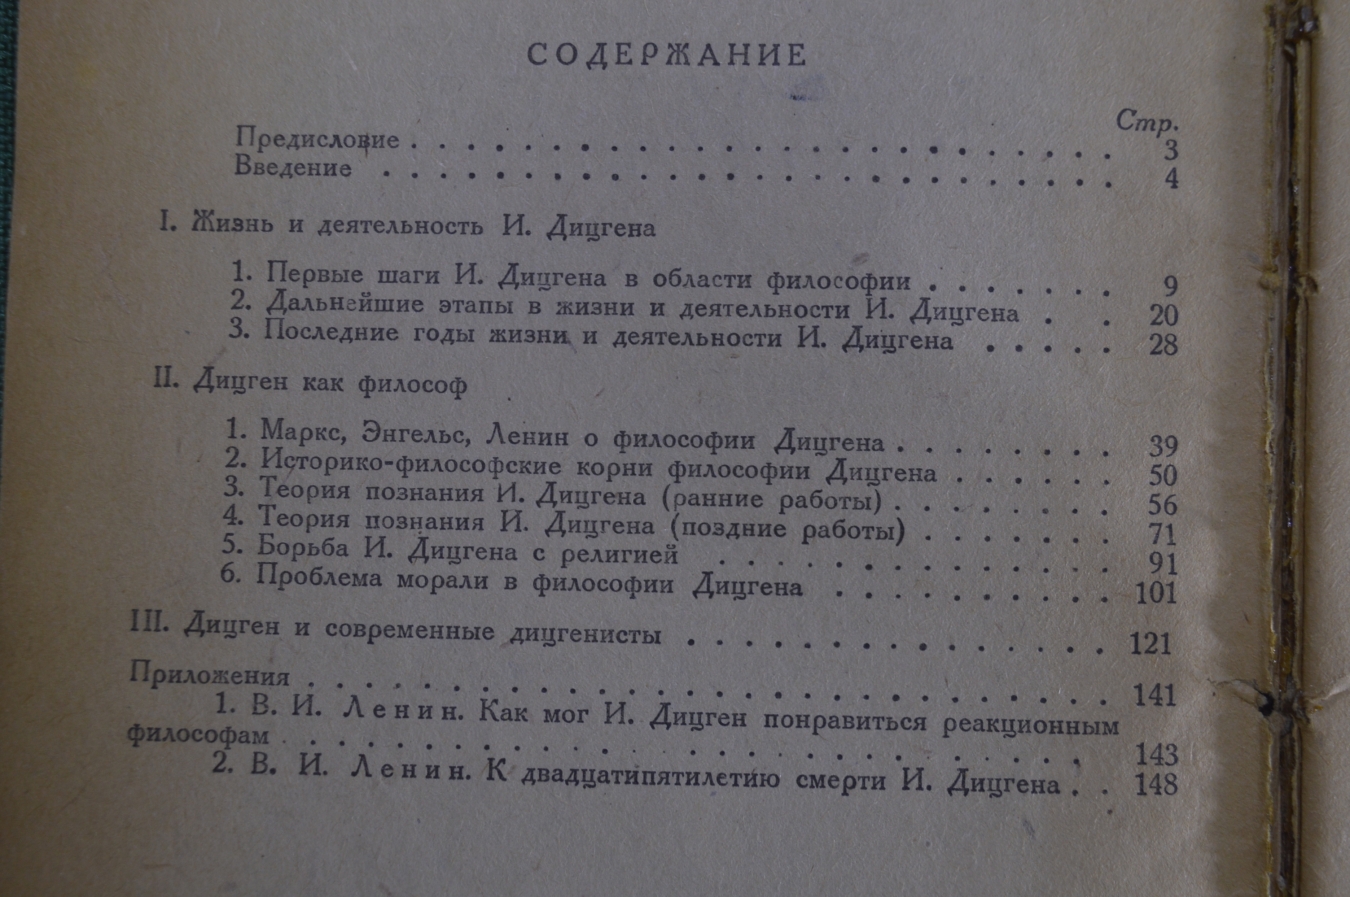 СОДЕРЖАНИЕ
Стр.
Предисловие . . . . . . . . . . . . . . . . . . . . . . . . . 3
Введение . . . . . . . . . . . . . . . . . . . . . . . . . . 4
I. Жизнь и деятельность И. Дицгена
1. Первые шаги И. Дицгена в области философии . . . . . . . 9
2. Дальнейшие этапы в жизни и деятельности И. Дицгена . . 20
3. Последние годы жизни и деятельности И. Дицгена . . . . . 28
II. Дицген как философ
1. Маркс, Энгельс, Ленин о философии Дицгена . . . . . . . . 39
2. Историко-философские корни философии Дицгена . . . . . . 50
3. Теория познания И. Дицгена (ранние работы) . . . . . . . . 56
4. Теория познания И. Дицгена (поздние работы) . . . . . . . 71
5. Борьба И. Дицгена с религией . . . . . . . . . . . . . . 91
6. Проблема морали в философии Дицгена . . . . . . . . . . 101
III. Дицген и современные дицгенисты . . . . . . . . . . . . . . . 121
Приложения . . . . . . . . . . . . . . . . . . . . . . . . . . . . 141
1. В. И. Ленин. Как мог И. Дицген понравиться реакционным
философам . . . . . . . . . . . . . . . . . . . . . . . . . . . . 143
2. В. И. Ленин. К двадцатипятилетию смерти И. Дицгена . . 148